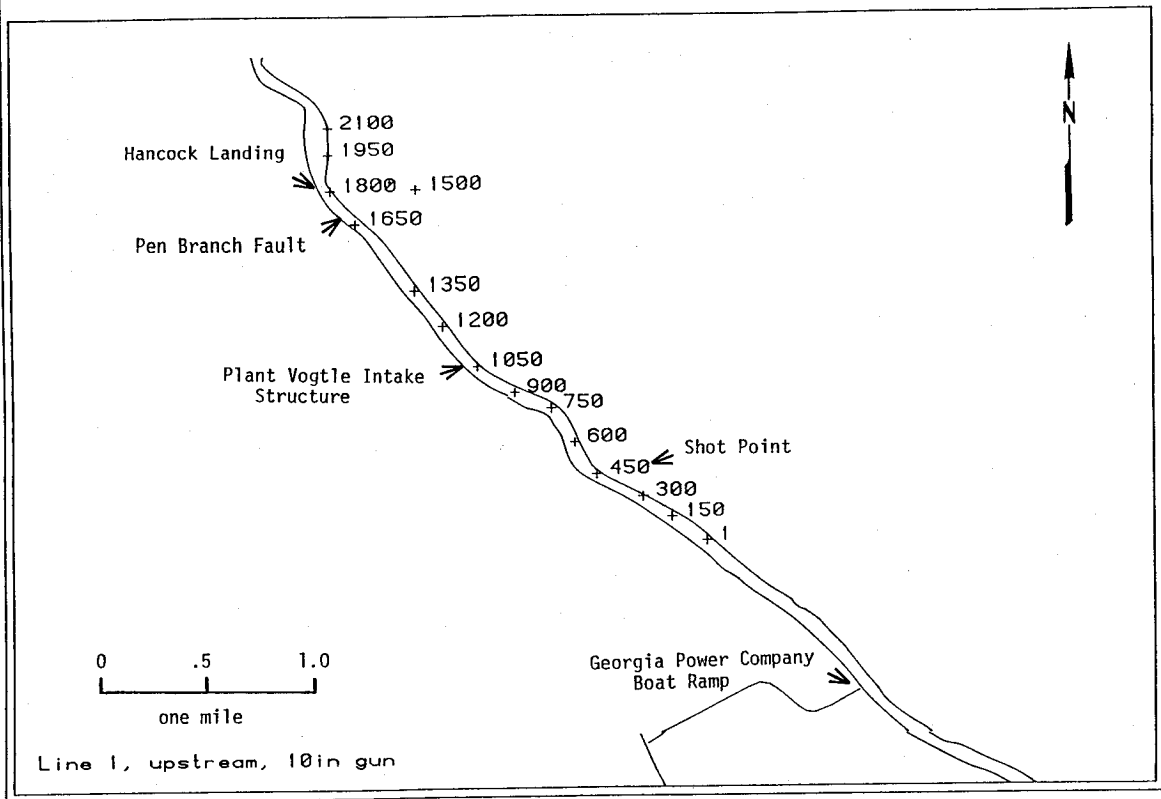 N
2100
Hancock Landing
1950
1800
1500
1650
Pen Branch Fault
1350
1200
1050
Plant Vogtle Intake
Structure
900
750
600
Shot Point
450
300
150
1
0 .5 1.0
one mile
Georgia Power Company
Boat Ramp
Line 1, upstream, 10in gun